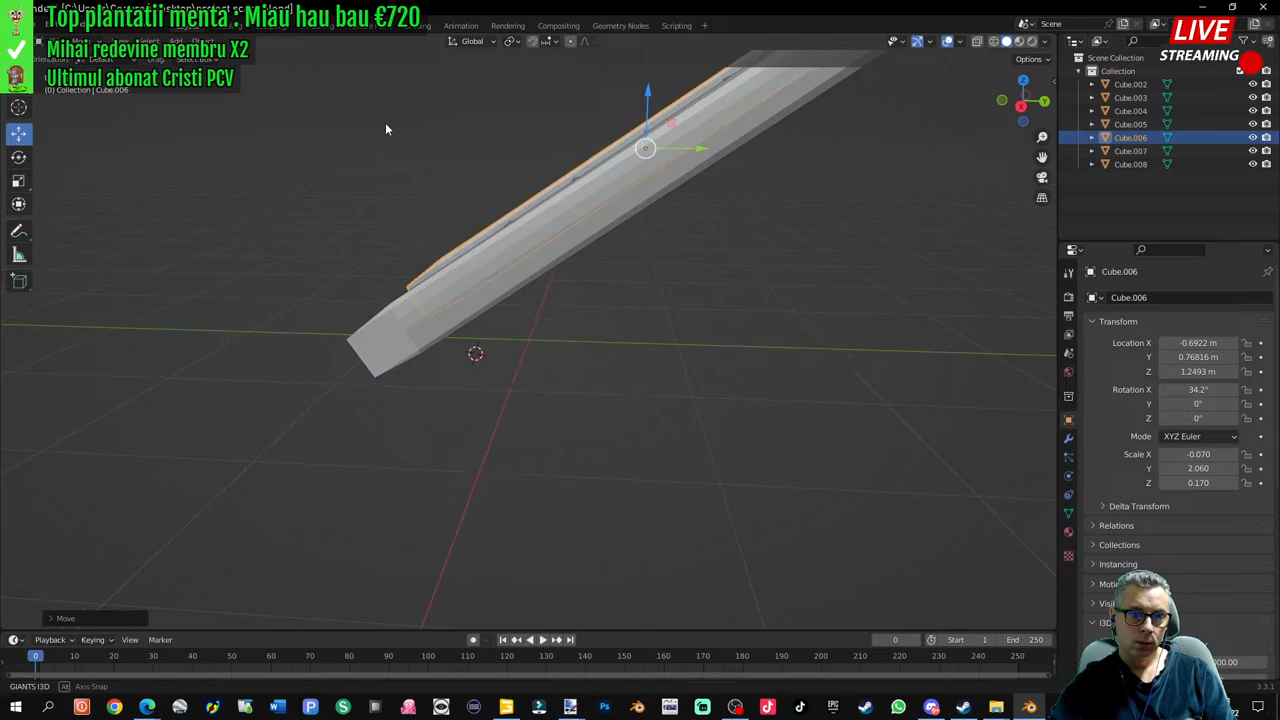 Top plantatii menta : Miau hau bau €720
Mihai redevine membru X2
Ultimul abonat Cristi PCV
LIVE
STREAMING
Animation Rendering Compositing Geometry Nodes Scripting +
Scene
Global
Options
(0) Collection | Cube.006
Z
Y
X
Scene Collection
Collection
Cube.002
Cube.003
Cube.004
Cube.005
Cube.006
Cube.007
Cube.008
Cube.006
Cube.006
Transform
Location X -0.6922 m
Y 0.76816 m
Z 1.2493 m
Rotation X 34.2°
Y 0°
Z 0°
Mode XYZ Euler
Scale X -0.070
Y 2.060
Z 0.170
Delta Transform
Relations
Collections
Instancing
Move
Playback Keying View Marker
0 Start 1 End 250
0 10 20 30 40 50 60 70 80 90 100 110 120 130 140 150 160 170 180 190 200 210 220 230 240 250
GIANTS I3D Alt Axis Snap
3.3.1